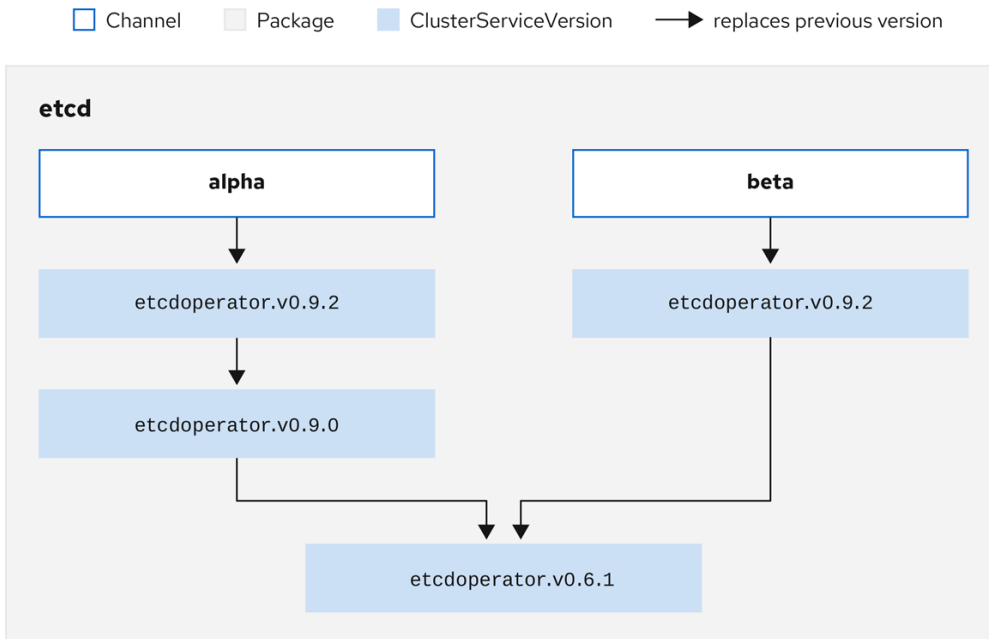 Channel Package ClusterServiceVersion replaces previous version
etcd
alpha beta
etcdoperator.v0.9.2 etcdoperator.v0.9.2
etcdoperator.v0.9.0
etcdoperator.v0.6.1